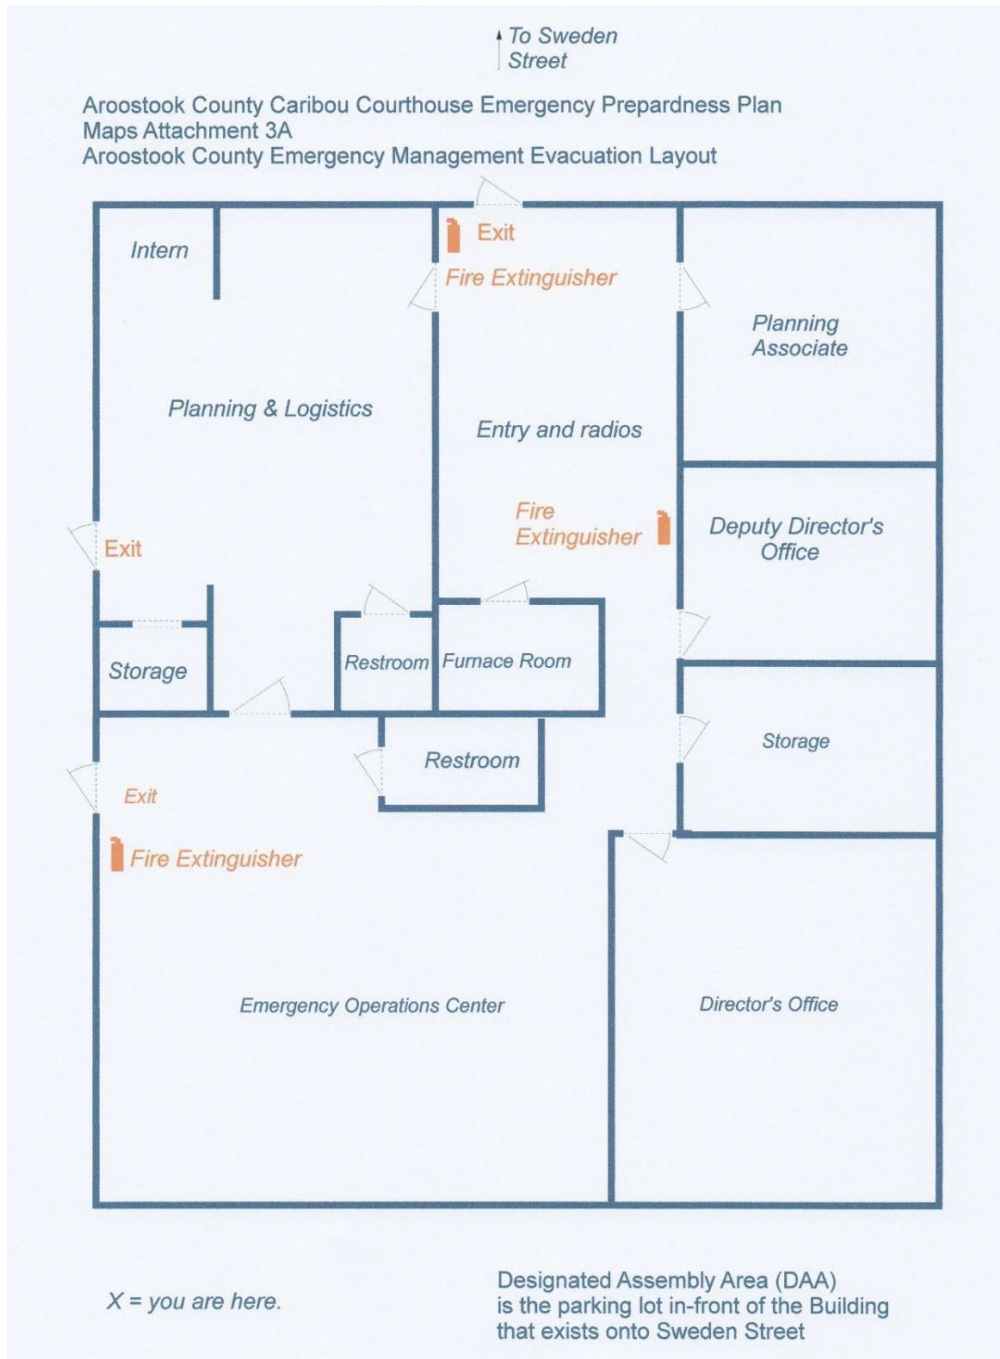 To Sweden
Street
Aroostook County Caribou Courthouse Emergency Prepardness Plan
Maps Attachment 3A
Aroostook County Emergency Management Evacuation Layout
Intern
Exit
Fire Extinguisher
Planning
Associate
Planning & Logistics
Entry and radios
Fire
Extinguisher
Deputy Director's
Office
Exit
Storage
Restroom
Furnace Room
Restroom
Storage
Exit
Fire Extinguisher
Emergency Operations Center
Director's Office
X = you are here.
Designated Assembly Area (DAA)
is the parking lot in-front of the Building
that exists onto Sweden Street